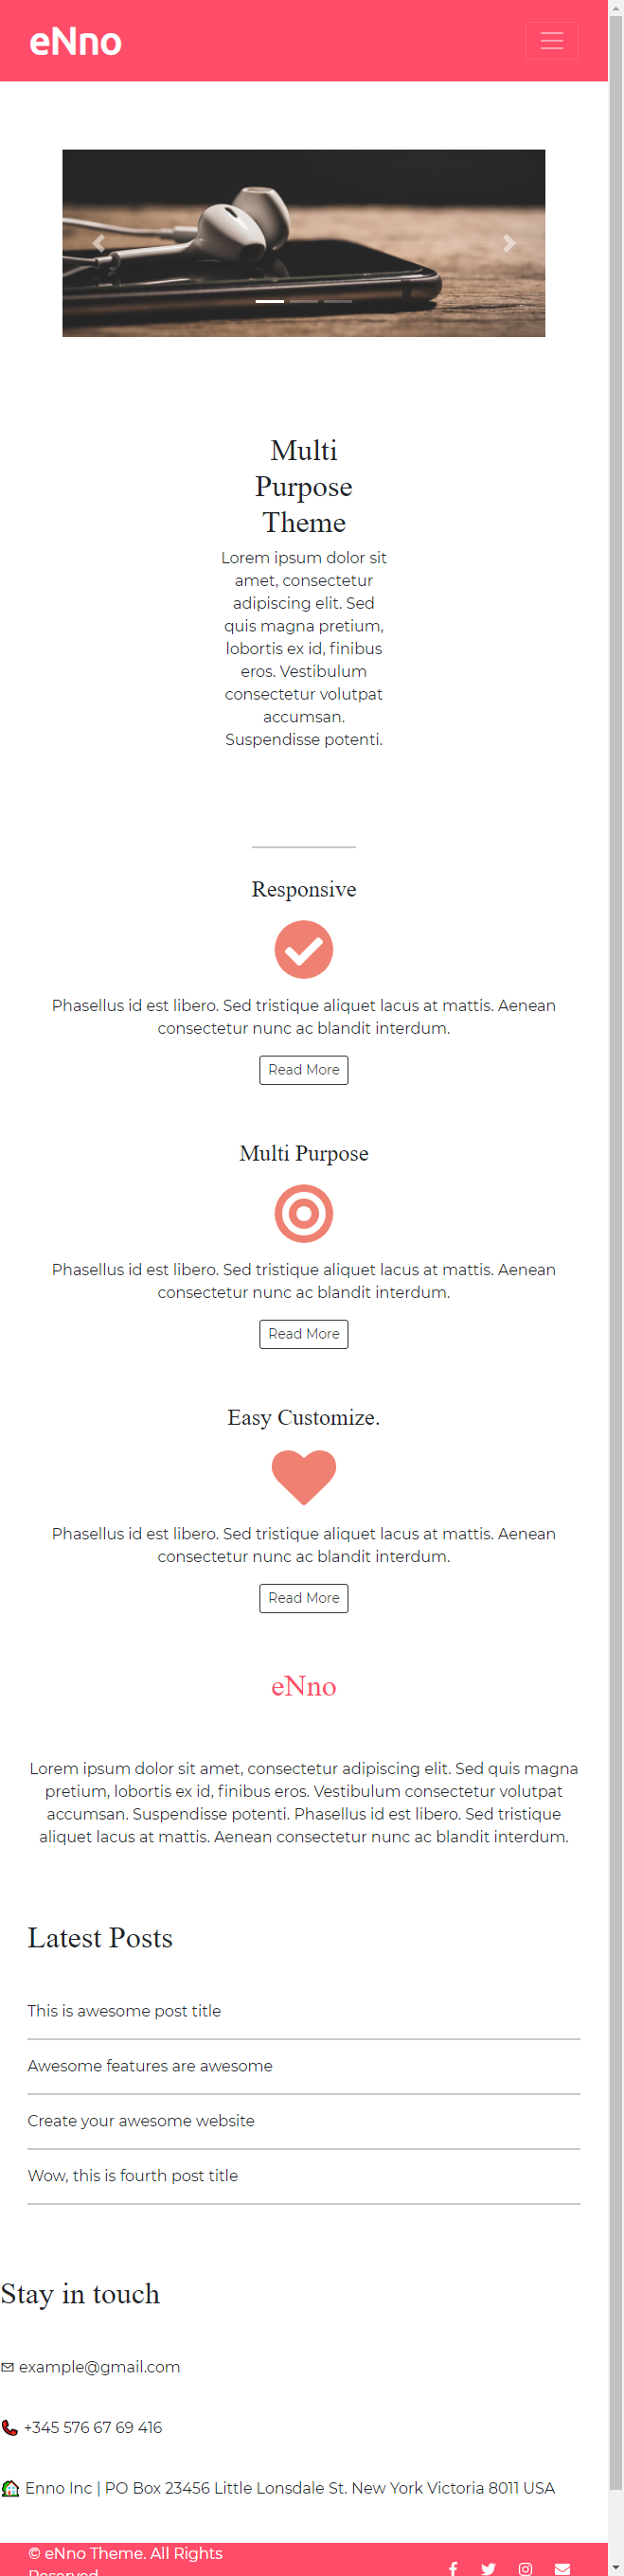 eNno
Multi
Purpose
Theme
Lorem ipsum dolor sit
amet, consectetur
adipiscing elit. Sed
quis magna pretium,
lobortis ex id, finibus
eros. Vestibulum
consectetur volutpat
accumsan.
Suspendisse potenti.
Responsive
Phasellus id est libero. Sed tristique aliquet lacus at mattis. Aenean
consectetur nunc ac blandit interdum.
Read More
Multi Purpose
Phasellus id est libero. Sed tristique aliquet lacus at mattis. Aenean
consectetur nunc ac blandit interdum.
Read More
Easy Customize.
Phasellus id est libero. Sed tristique aliquet lacus at mattis. Aenean
consectetur nunc ac blandit interdum.
Read More
eNno
Lorem ipsum dolor sit amet, consectetur adipiscing elit. Sed quis magna
pretium, lobortis ex id, finibus eros. Vestibulum consectetur volutpat
accumsan. Suspendisse potenti. Phasellus id est libero. Sed tristique
aliquet lacus at mattis. Aenean consectetur nunc ac blandit interdum.
Latest Posts
This is awesome post title
Awesome features are awesome
Create your awesome website
Wow, this is fourth post title
Stay in touch
example@gmail.com
+345 576 67 69 416
Enno Inc | PO Box 23456 Little Lonsdale St. New York Victoria 8011 USA
© eNno Theme. All Rights
Reserved